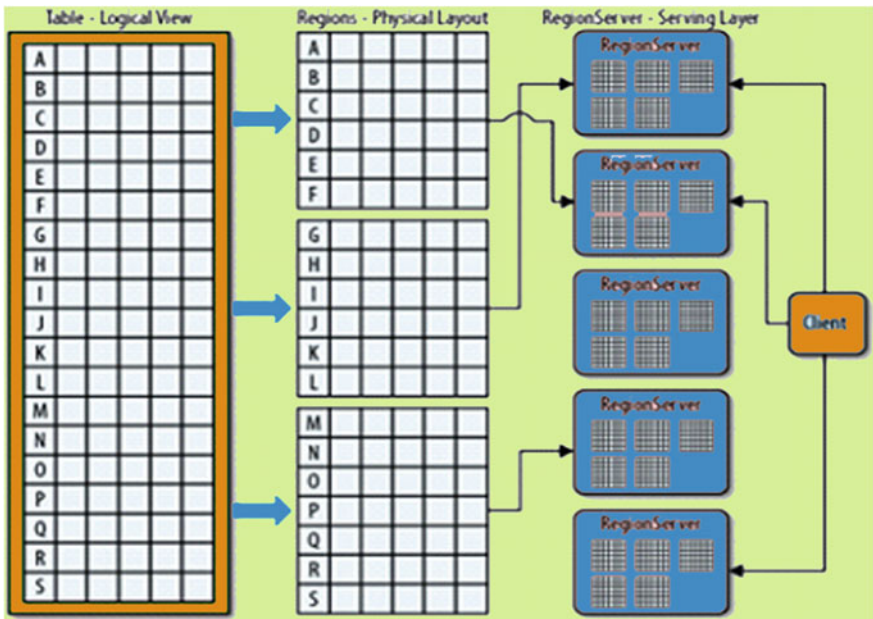 Table - Logical View
A
B
C
D
E
F
G
H
I
J
K
L
M
N
O
P
Q
R
S
Regions - Physical Layout
A
B
C
D
E
F
G
H
I
J
K
L
M
N
O
P
Q
R
S
RegionServer - Serving Layer
RegionServer
RegionServer
RegionServer
RegionServer
RegionServer
Client